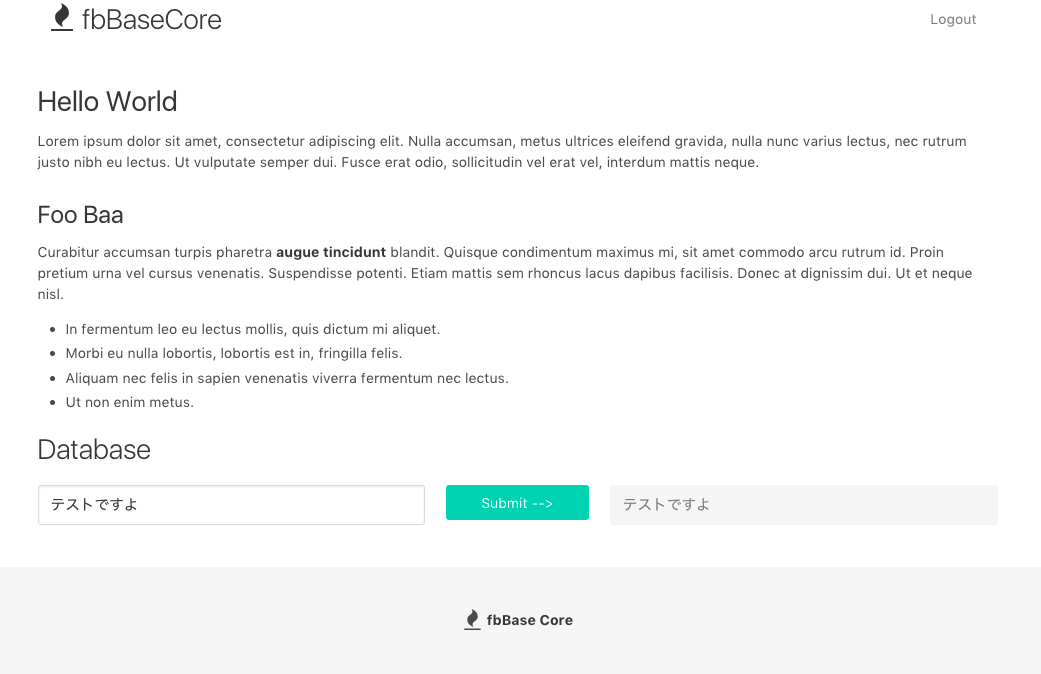 fbBaseCore
Logout
Hello World
Lorem ipsum dolor sit amet, consectetur adipiscing elit. Nulla accumsan, metus ultrices eleifend gravida, nulla nunc varius lectus, nec rutrum
justo nibh eu lectus. Ut vulputate semper dui. Fusce erat odio, sollicitudin vel erat vel, interdum mattis neque.
Foo Baa
Curabitur accumsan turpis pharetra augue tincidunt blandit. Quisque condimentum maximus mi, sit amet commodo arcu rutrum id. Proin
pretium urna vel cursus venenatis. Suspendisse potenti. Etiam mattis sem rhoncus lacus dapibus facilisis. Donec at dignissim dui. Ut et neque
nisl.
• In fermentum leo eu lectus mollis, quis dictum mi aliquet.
• Morbi eu nulla lobortis, lobortis est in, fringilla felis.
• Aliquam nec felis in sapien venenatis viverra fermentum nec lectus.
• Ut non enim metus.
Database
テストですよ
Submit -->
テストですよ
fbBase Core